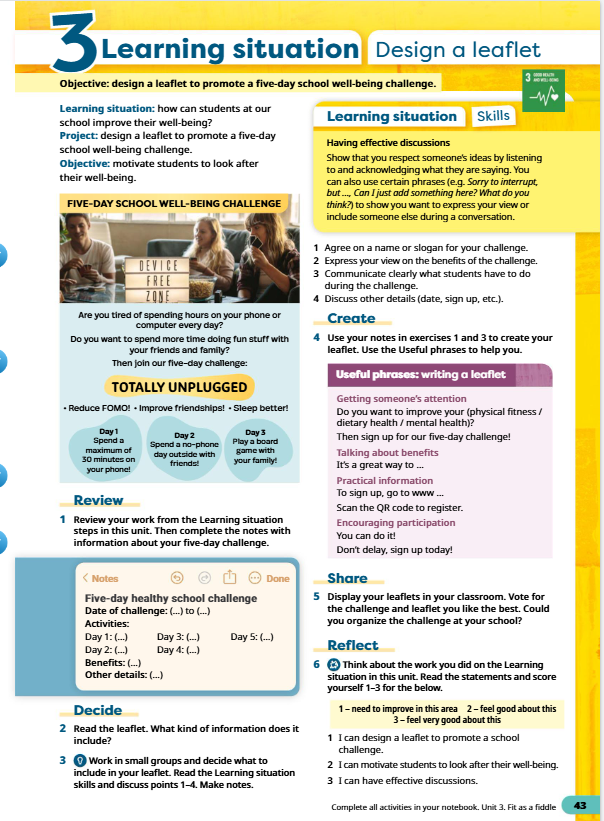 3 Learning situation
Design a leaflet
Objective: design a leaflet to promote a five-day school well-being challenge.
3 GOOD HEALTH
AND WELL-BEING
Learning situation: how can students at our
school improve their well-being?
Project: design a leaflet to promote a five-day
school well-being challenge.
Objective: motivate students to look after
their well-being.
FIVE-DAY SCHOOL WELL-BEING CHALLENGE
DEVICE
FREE
ZONE
Are you tired of spending hours on your phone or
computer every day?
Do you want to spend more time doing fun stuff with
your friends and family?
Then join our five-day challenge:
TOTALLY UNPLUGGED
• Reduce FOMO! • Improve friendships! • Sleep better!
Day 1
Spend a
maximum of
30 minutes on
your phone!
Day 2
Spend a no-phone
day outside with
friends!
Day 3
Play a board
game with
your family!
Review
1 Review your work from the Learning situation
steps in this unit. Then complete the notes with
information about your five-day challenge.
Notes
Done
Five-day healthy school challenge
Date of challenge: (...) to (...)
Activities:
Day 1: (...) Day 3: (...) Day 5: (...)
Day 2: (...) Day 4: (...)
Benefits: (...)
Other details: (...)
Decide
2 Read the leaflet. What kind of information does it
include?
3 Work in small groups and decide what to
include in your leaflet. Read the Learning situation
skills and discuss points 1–4. Make notes.
Learning situation Skills
Having effective discussions
Show that you respect someone's ideas by listening
to and acknowledging what they are saying. You
can also use certain phrases (e.g. Sorry to interrupt,
but ..., Can I just add something here? What do you
think?) to show you want to express your view or
include someone else during a conversation.
1 Agree on a name or slogan for your challenge.
2 Express your view on the benefits of the challenge.
3 Communicate clearly what students have to do
during the challenge.
4 Discuss other details (date, sign up, etc.).
Create
4 Use your notes in exercises 1 and 3 to create your
leaflet. Use the Useful phrases to help you.
Useful phrases: writing a leaflet
Getting someone's attention
Do you want to improve your (physical fitness /
dietary health / mental health)?
Then sign up for our five-day challenge!
Talking about benefits
It's a great way to ...
Practical information
To sign up, go to www ...
Scan the QR code to register.
Encouraging participation
You can do it!
Don't delay, sign up today!
Share
5 Display your leaflets in your classroom. Vote for
the challenge and leaflet you like the best. Could
you organize the challenge at your school?
Reflect
6 Think about the work you did on the Learning
situation in this unit. Read the statements and score
yourself 1–3 for the below.
1 – need to improve in this area 2 – feel good about this
3 – feel very good about this
1 I can design a leaflet to promote a school
challenge.
2 I can motivate students to look after their well-being.
3 I can have effective discussions.
Complete all activities in your notebook. Unit 3. Fit as a fiddle 43